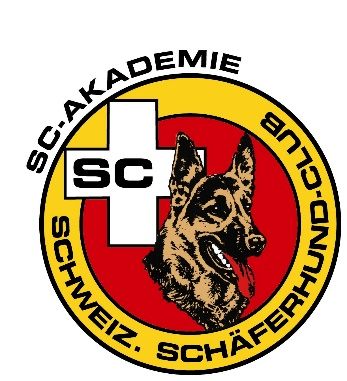 SC-AKADEMIE
SC
SCHWEIZ. SCHÄFERHUND-CLUB